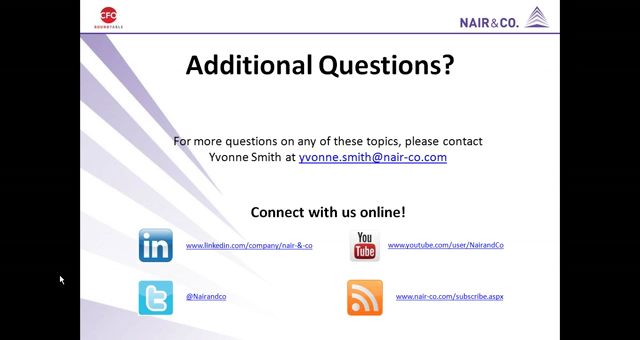 CFO
ROUNDTABLE
NAIR & CO.
Additional Questions?
For more questions on any of these topics, please contact
Yvonne Smith at yvonne.smith@nair-co.com
Connect with us online!
in
www.linkedin.com/company/nair-&-co
You
Tube
www.youtube.com/user/NairandCo
@Nairandco
www.nair-co.com/subscribe.aspx